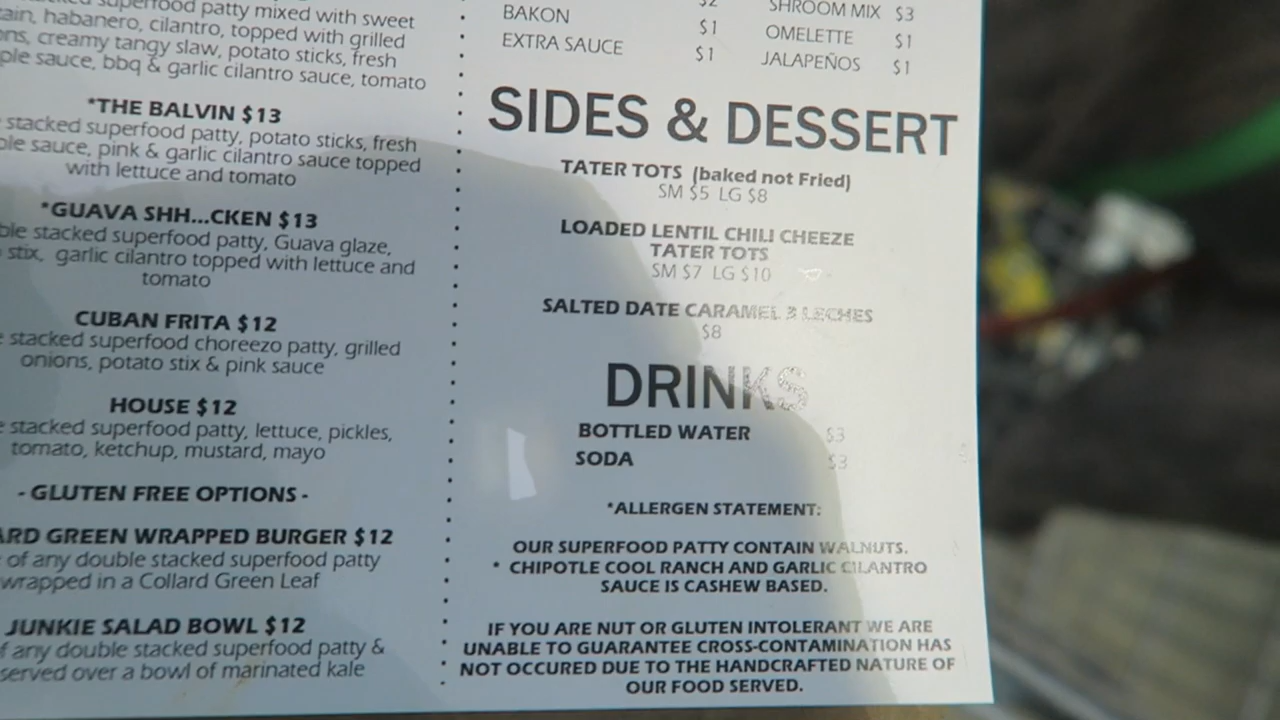 superfood patty mixed with sweet
habanero, cilantro, topped with grilled
creamy tangy slaw, potato sticks, fresh
sauce, bbq & garlic cilantro sauce, tomato
*THE BALVIN $13
stacked superfood patty, potato sticks, fresh
sauce, pink & garlic cilantro sauce topped
with lettuce and tomato
*GUAVA SHH...CKEN $13
stacked superfood patty, Guava glaze,
stix, garlic cilantro topped with lettuce and
tomato
CUBAN FRITA $12
stacked superfood choreezo patty, grilled
onions, potato stix & pink sauce
HOUSE $12
stacked superfood patty, lettuce, pickles,
tomato, ketchup, mustard, mayo
- GLUTEN FREE OPTIONS -
GREEN WRAPPED BURGER $12
of any double stacked superfood patty
wrapped in a Collard Green Leaf
JUNKIE SALAD BOWL $12
of any double stacked superfood patty &
served over a bowl of marinated kale
$2 SHROOM MIX $3
BAKON $1 OMELETTE $1
EXTRA SAUCE $1 JALAPEÑOS $1
SIDES & DESSERT
TATER TOTS (baked not Fried)
SM $5 LG $8
LOADED LENTIL CHILI CHEEZE
TATER TOTS
SM $7 LG $10
SALTED DATE CARAMEL 3 LECHES
$8
DRINKS
BOTTLED WATER $3
SODA $3
*ALLERGEN STATEMENT:
OUR SUPERFOOD PATTY CONTAIN WALNUTS.
* CHIPOTLE COOL RANCH AND GARLIC CILANTRO
SAUCE IS CASHEW BASED.
IF YOU ARE NUT OR GLUTEN INTOLERANT WE ARE
UNABLE TO GUARANTEE CROSS-CONTAMINATION HAS
NOT OCCURED DUE TO THE HANDCRAFTED NATURE OF
OUR FOOD SERVED.